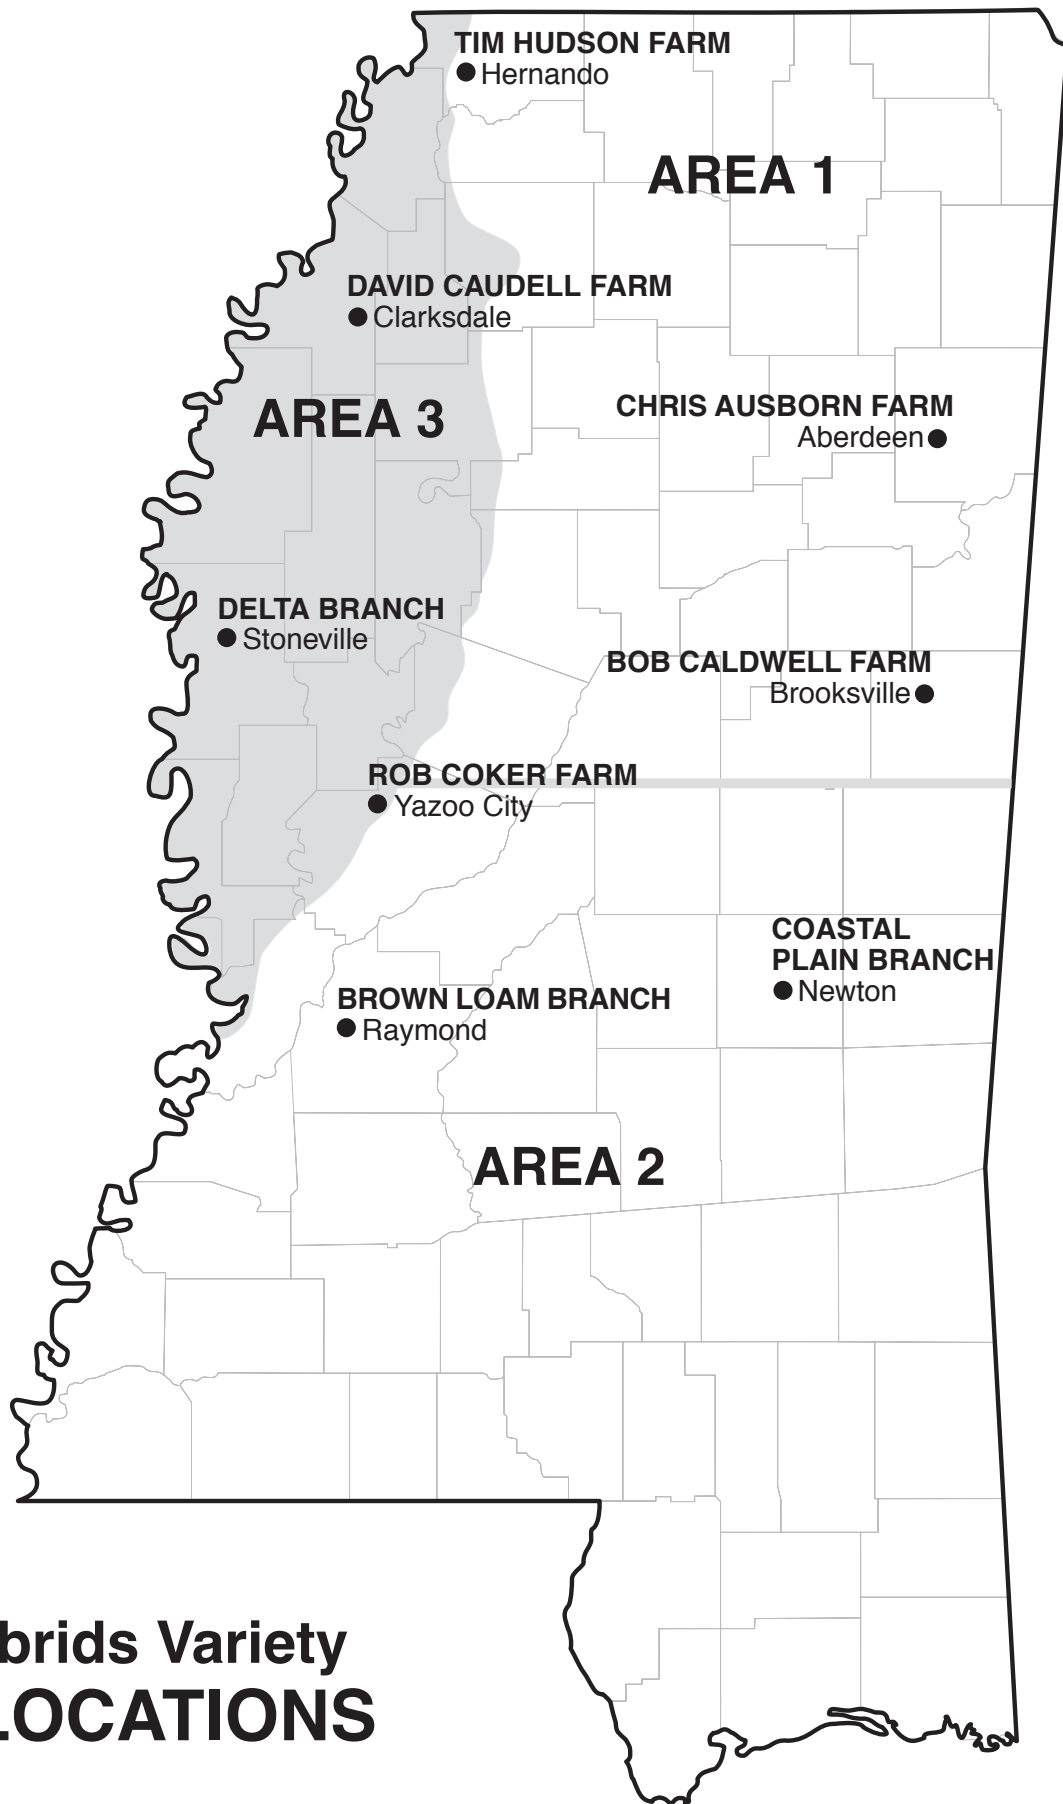 TIM HUDSON FARM
Hernando
AREA 1
DAVID CAUDELL FARM
Clarksdale
CHRIS AUSBORN FARM
Aberdeen
AREA 3
DELTA BRANCH
Stoneville
BOB CALDWELL FARM
Brooksville
ROB COKER FARM
Yazoo City
COASTAL
PLAIN BRANCH
Newton
BROWN LOAM BRANCH
Raymond
AREA 2
brids Variety
LOCATIONS